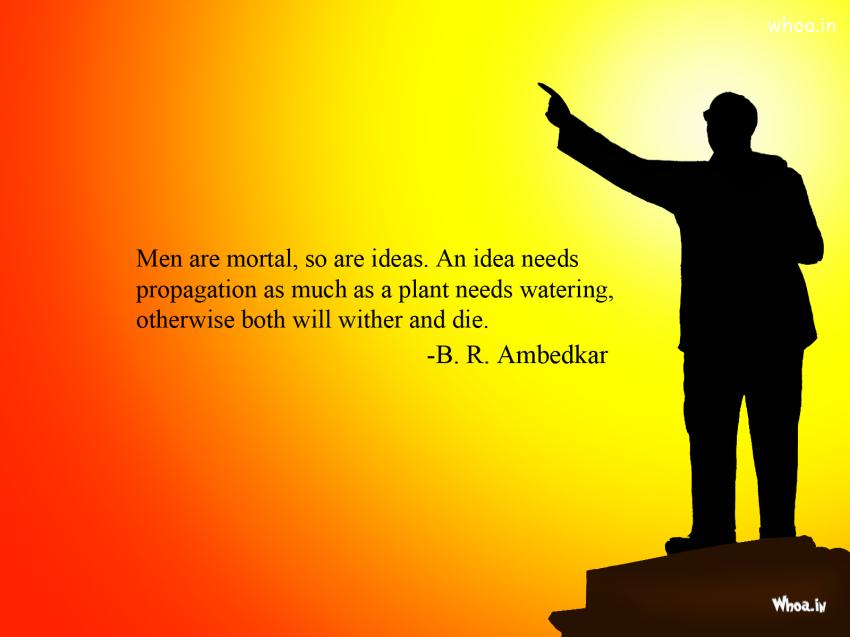 whoa.in
Men are mortal, so are ideas. An idea needs
propagation as much as a plant needs watering,
otherwise both will wither and die.
-B. R. Ambedkar
Whoa.in